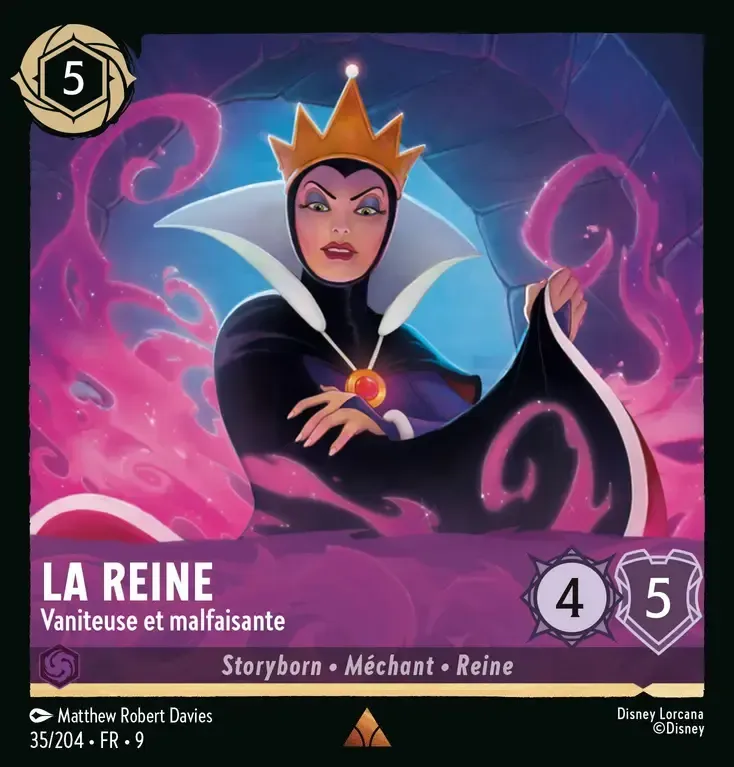 5
LA REINE
Vaniteuse et malfaisante
4
5
Storyborn • Méchant • Reine
Matthew Robert Davies
35/204 • FR • 9
Disney Lorcana
©Disney